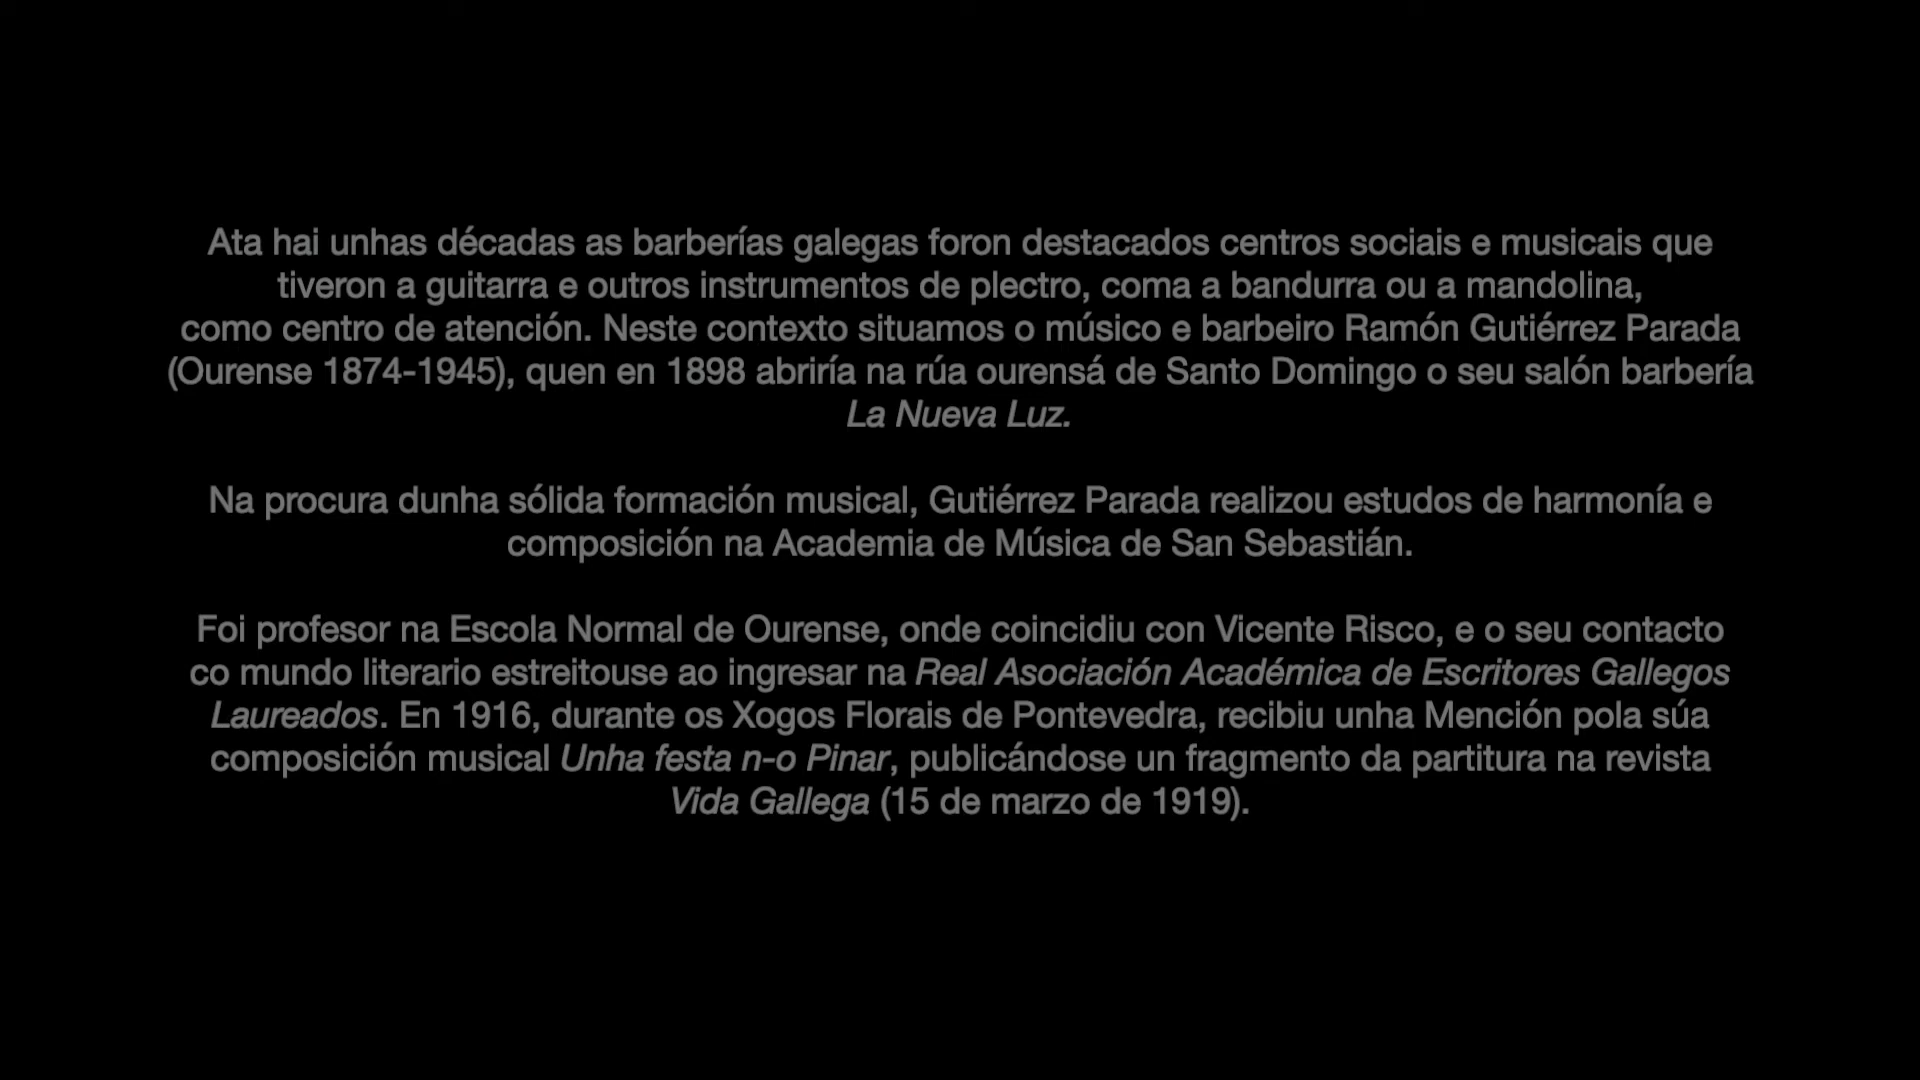 Ata hai unhas décadas as barberías galegas foron destacados centros sociais e musicais que
tiveron a guitarra e outros instrumentos de plectro, coma a bandurra ou a mandolina,
como centro de atención. Neste contexto situamos o músico e barbeiro Ramón Gutiérrez Parada
(Ourense 1874-1945), quen en 1898 abriría na rúa ourensá de Santo Domingo o seu salón barbería
La Nueva Luz.
Na procura dunha sólida formación musical, Gutiérrez Parada realizou estudos de harmonía e
composición na Academia de Música de San Sebastián.
Foi profesor na Escola Normal de Ourense, onde coincidiu con Vicente Risco, e o seu contacto
co mundo literario estreitouse ao ingresar na Real Asociación Académica de Escritores Gallegos
Laureados. En 1916, durante os Xogos Florais de Pontevedra, recibiu unha Mención pola súa
composición musical Unha festa n-o Pinar, publicándose un fragmento da partitura na revista
Vida Gallega (15 de marzo de 1919).